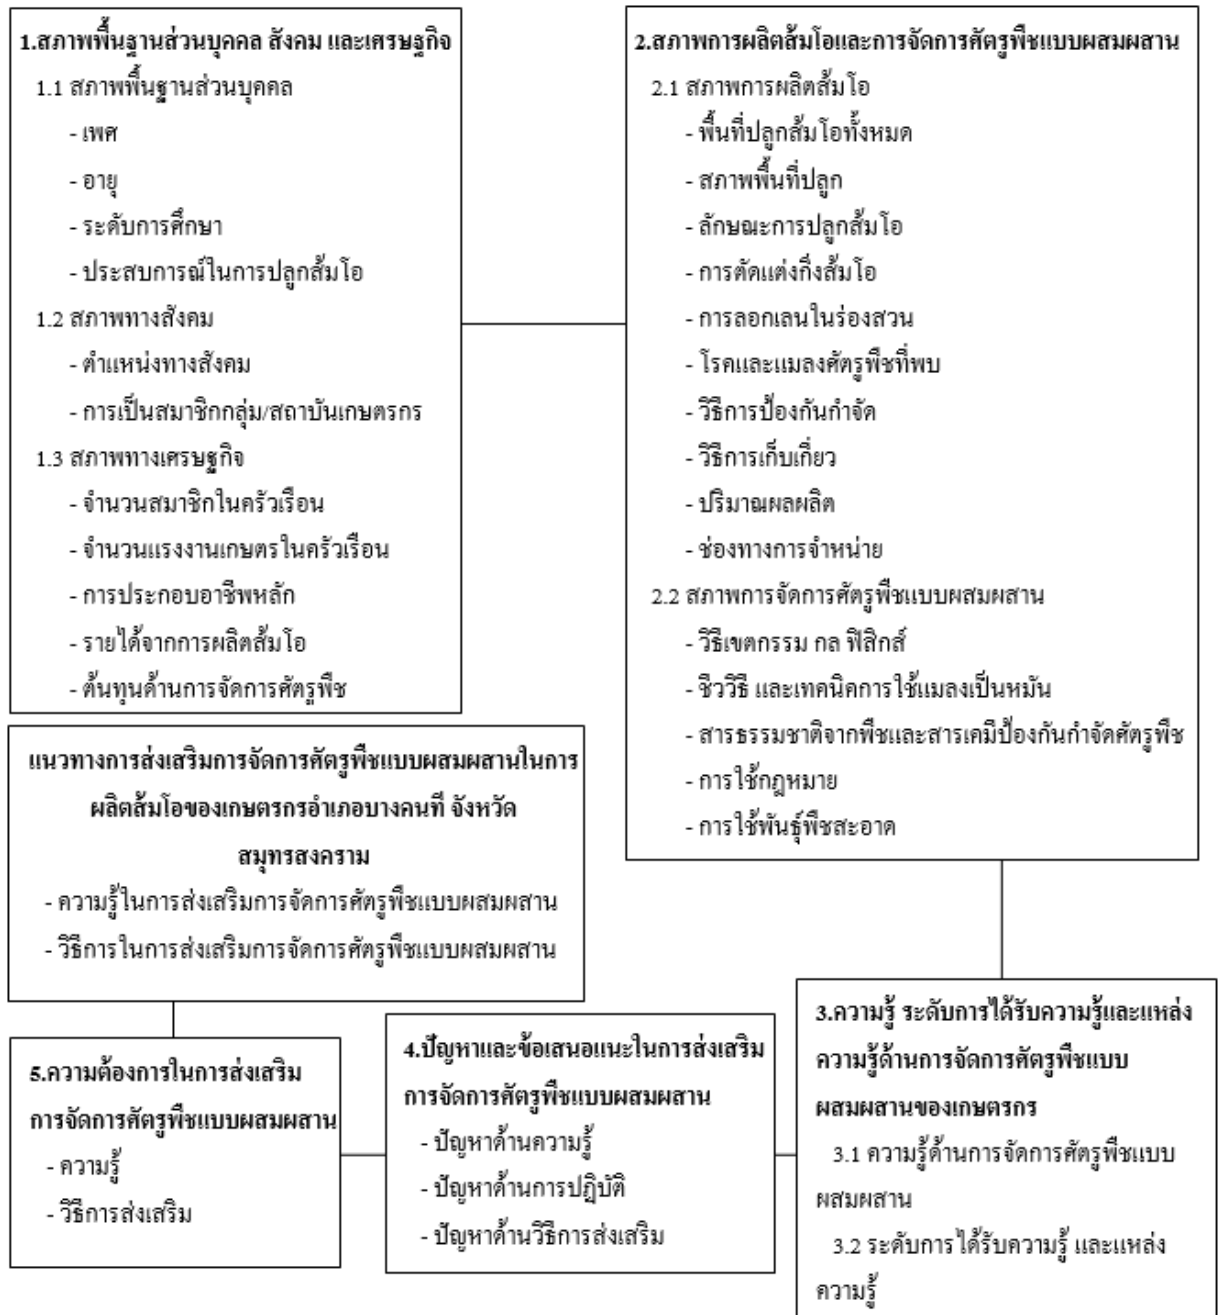 1.สภาพพื้นฐานส่วนบุคคล สังคม และเศรษฐกิจ
1.1 สภาพพื้นฐานส่วนบุคคล
- เพศ
- อายุ
- ระดับการศึกษา
- ประสบการณ์ในการปลูกส้มโอ
1.2 สภาพทางสังคม
- ตำแหน่งทางสังคม
- การเป็นสมาชิกกลุ่ม/สถาบันเกษตรกร
1.3 สภาพทางเศรษฐกิจ
- จำนวนสมาชิกในครัวเรือน
- จำนวนแรงงานเกษตรในครัวเรือน
- การประกอบอาชีพหลัก
- รายได้จากการผลิตส้มโอ
- ต้นทุนด้านการจัดการศัตรูพืช
2.สภาพการผลิตส้มโอและการจัดการศัตรูพืชแบบผสมผสาน
2.1 สภาพการผลิตส้มโอ
- พื้นที่ปลูกส้มโอทั้งหมด
- สภาพพื้นที่ปลูก
- ลักษณะการปลูกส้มโอ
- การตัดแต่งกิ่งส้มโอ
- การลอกเลนในร่องสวน
- โรคและแมลงศัตรูพืชที่พบ
- วิธีการป้องกันกำจัด
- วิธีการเก็บเกี่ยว
- ปริมาณผลผลิต
- ช่องทางการจำหน่าย
2.2 สภาพการจัดการศัตรูพืชแบบผสมผสาน
- วิธีเขตกรรม กล ฟิสิกส์
- ชีววิธี และเทคนิคการใช้แมลงเป็นหมัน
- สารธรรมชาติจากพืชและสารเคมีป้องกันกำจัดศัตรูพืช
- การใช้กฎหมาย
- การใช้พันธุ์พืชสะอาด
3.ความรู้ ระดับการได้รับความรู้และแหล่ง
ความรู้ด้านการจัดการศัตรูพืชแบบ
ผสมผสานของเกษตรกร
3.1 ความรู้ด้านการจัดการศัตรูพืชแบบ
ผสมผสาน
3.2 ระดับการได้รับความรู้ และแหล่ง
ความรู้
4.ปัญหาและข้อเสนอแนะในการส่งเสริม
การจัดการศัตรูพืชแบบผสมผสาน
- ปัญหาด้านความรู้
- ปัญหาด้านการปฏิบัติ
- ปัญหาด้านวิธีการส่งเสริม
5.ความต้องการในการส่งเสริม
การจัดการศัตรูพืชแบบผสมผสาน
- ความรู้
- วิธีการส่งเสริม
แนวทางการส่งเสริมการจัดการศัตรูพืชแบบผสมผสานในการ
ผลิตส้มโอของเกษตรกรอำเภอบางคนที จังหวัด
สมุทรสงคราม
- ความรู้ในการส่งเสริมการจัดการศัตรูพืชแบบผสมผสาน
- วิธีการในการส่งเสริมการจัดการศัตรูพืชแบบผสมผสาน